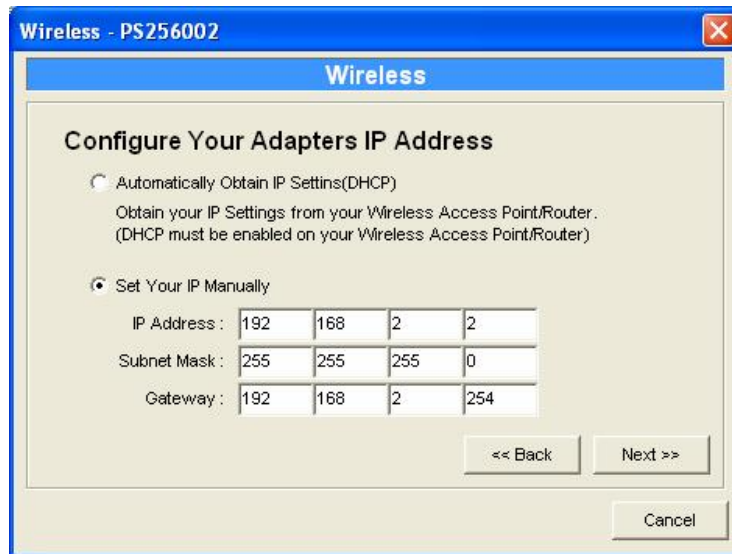 Wireless - PS256002
Wireless
Configure Your Adapters IP Address
Automatically Obtain IP Settins(DHCP)
Obtain your IP Settings from your Wireless Access Point/Router.
(DHCP must be enabled on your Wireless Access Point/Router)
Set Your IP Manually
IP Address : 192 168 2 2
Subnet Mask : 255 255 255 0
Gateway : 192 168 2 254
<< Back Next >>
Cancel